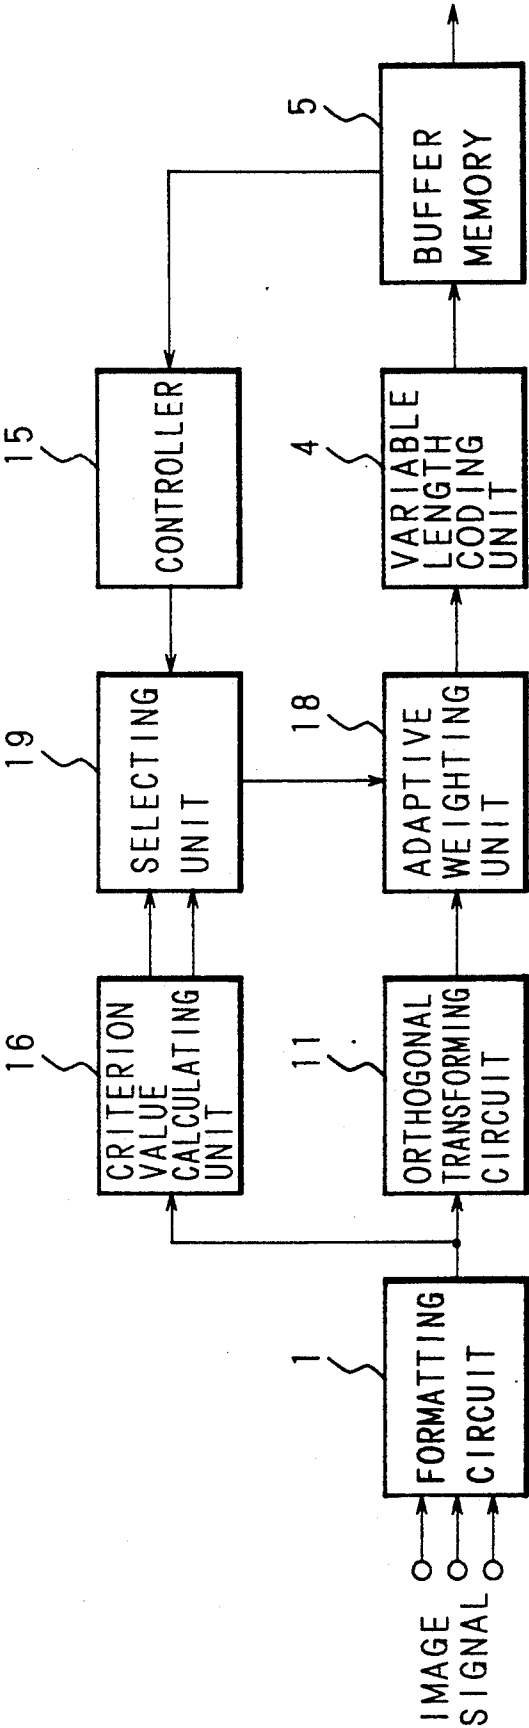 16
CRITERION
VALUE
CALCULATING
UNIT
19
SELECTING
UNIT
15
CONTROLLER
IMAGE
SIGNAL
1
FORMATTING
CIRCUIT
11
ORTHOGONAL
TRANSFORMING
CIRCUIT
18
ADAPTIVE
WEIGHTING
UNIT
4
VARIABLE
LENGTH
CODING
UNIT
5
BUFFER
MEMORY